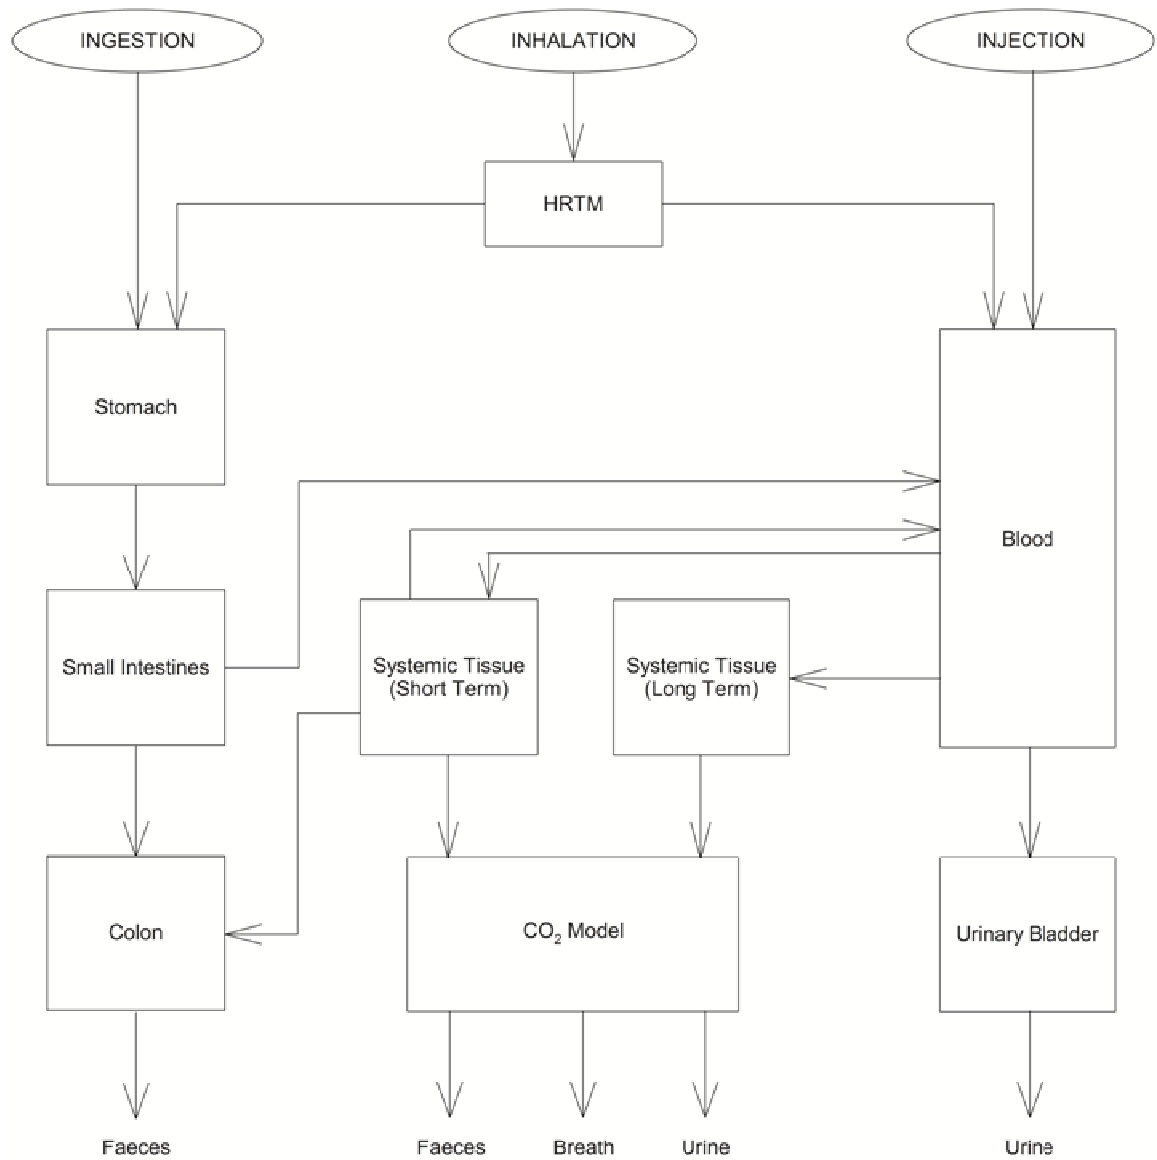 INGESTION
INHALATION
INJECTION
HRTM
Stomach
Blood
Small Intestines
Systemic Tissue
(Short Term)
Systemic Tissue
(Long Term)
Colon
CO₂ Model
Urinary Bladder
Faeces
Faeces
Breath
Urine
Urine